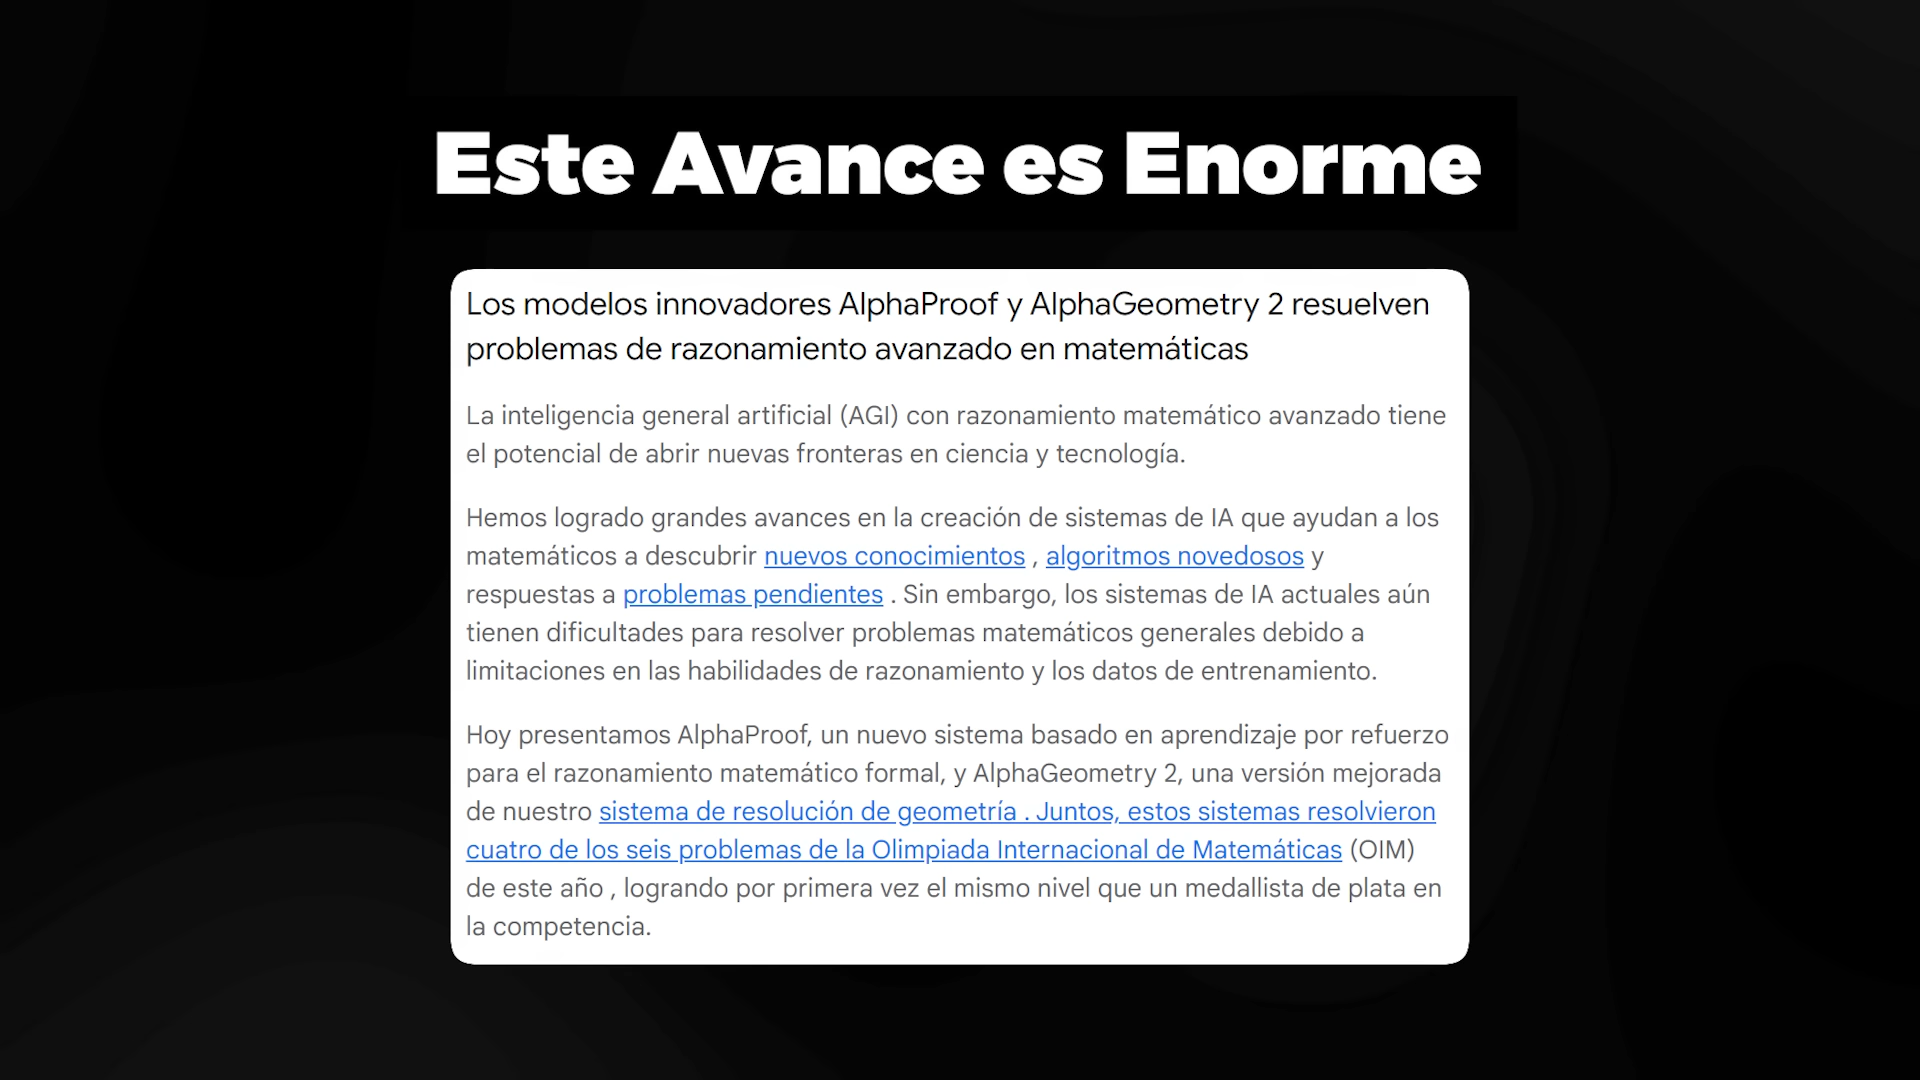 Este Avance es Enorme
Los modelos innovadores AlphaProof y AlphaGeometry 2 resuelven
problemas de razonamiento avanzado en matemáticas
La inteligencia general artificial (AGI) con razonamiento matemático avanzado tiene
el potencial de abrir nuevas fronteras en ciencia y tecnología.
Hemos logrado grandes avances en la creación de sistemas de IA que ayudan a los
matemáticos a descubrir nuevos conocimientos , algoritmos novedosos y
respuestas a problemas pendientes . Sin embargo, los sistemas de IA actuales aún
tienen dificultades para resolver problemas matemáticos generales debido a
limitaciones en las habilidades de razonamiento y los datos de entrenamiento.
Hoy presentamos AlphaProof, un nuevo sistema basado en aprendizaje por refuerzo
para el razonamiento matemático formal, y AlphaGeometry 2, una versión mejorada
de nuestro sistema de resolución de geometría . Juntos, estos sistemas resolvieron
cuatro de los seis problemas de la Olimpiada Internacional de Matemáticas (OIM)
de este año , logrando por primera vez el mismo nivel que un medallista de plata en
la competencia.